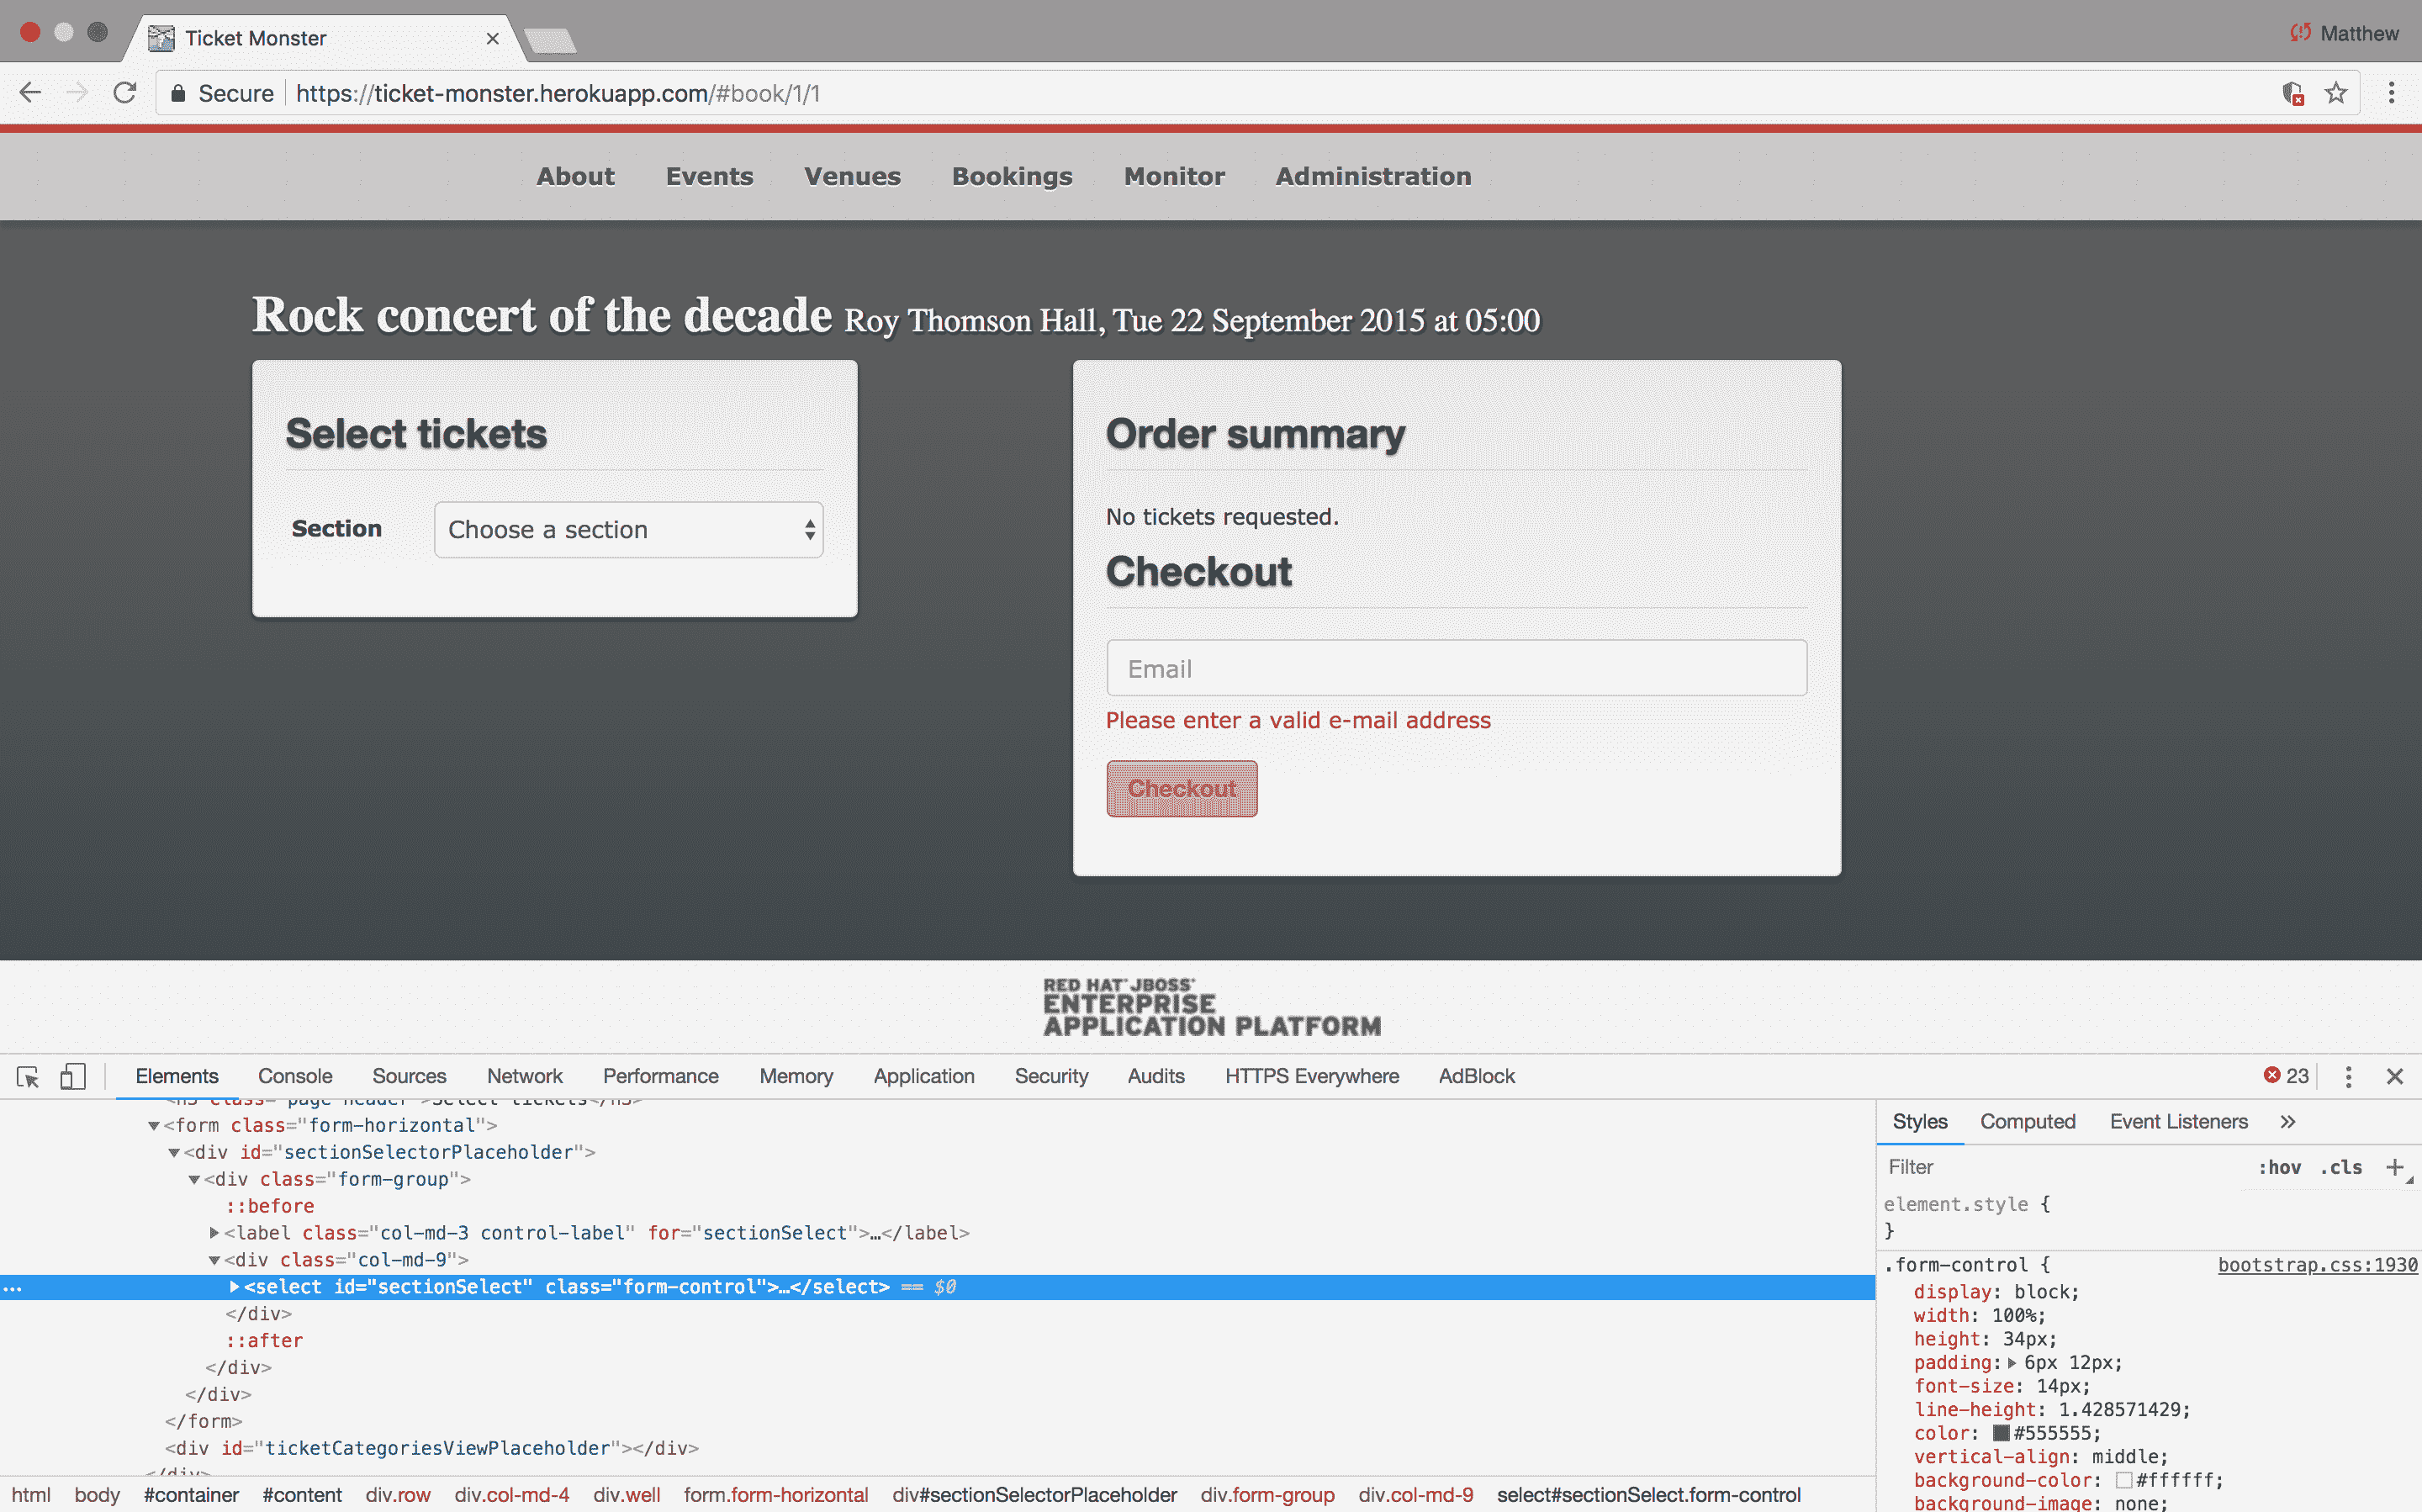 Ticket Monster
Matthew
Secure https://ticket-monster.herokuapp.com/#book/1/1
About Events Venues Bookings Monitor Administration
Rock concert of the decade Roy Thomson Hall, Tue 22 September 2015 at 05:00
Select tickets
Section Choose a section
Order summary
No tickets requested.
Checkout
Email
Please enter a valid e-mail address
Checkout
RED HAT JBOSS
ENTERPRISE
APPLICATION PLATFORM
Elements Console Sources Network Performance Memory Application Security Audits HTTPS Everywhere AdBlock 23
<h3 class="page-header">Select tickets</h3>
<form class="form-horizontal">
<div id="sectionSelectorPlaceholder">
<div class="form-group">
::before
<label class="col-md-3 control-label" for="sectionSelect">…</label>
<div class="col-md-9">
... <select id="sectionSelect" class="form-control">…</select> == $0
</div>
::after
</div>
</div>
</form>
<div id="ticketCategoriesViewPlaceholder"></div>
</div>
html body #container #content div.row div.col-md-4 div.well form.form-horizontal div#sectionSelectorPlaceholder div.form-group div.col-md-9 select#sectionSelect.form-control
Styles Computed Event Listeners »
Filter :hov .cls +
element.style {
}
.form-control { bootstrap.css:1930
display: block;
width: 100%;
height: 34px;
padding: 6px 12px;
font-size: 14px;
line-height: 1.428571429;
color: #555555;
vertical-align: middle;
background-color: #ffffff;
background-image: none;